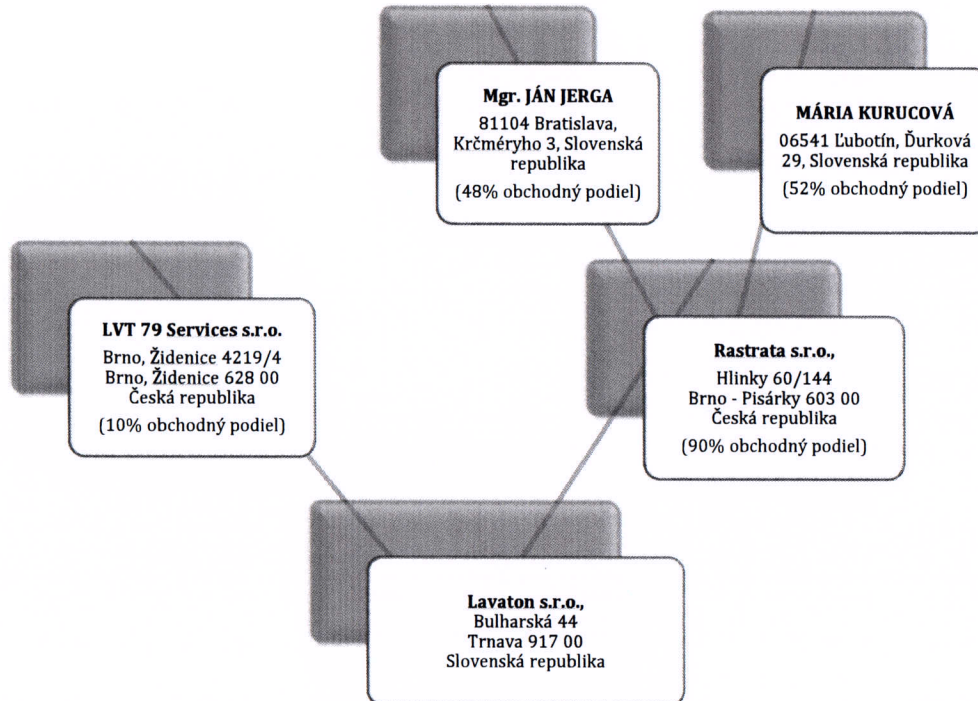 Mgr. JÁN JERGA
81104 Bratislava,
Krčméryho 3, Slovenská
republika
(48% obchodný podiel)
MÁRIA KURUCOVÁ
06541 Ľubotín, Ďurková
29, Slovenská republika
(52% obchodný podiel)
LVT 79 Services s.r.o.
Brno, Židenice 4219/4
Brno, Židenice 628 00
Česká republika
(10% obchodný podiel)
Rastrata s.r.o.,
Hlinky 60/144
Brno - Pisárky 603 00
Česká republika
(90% obchodný podiel)
Lavaton s.r.o.,
Bulharská 44
Trnava 917 00
Slovenská republika